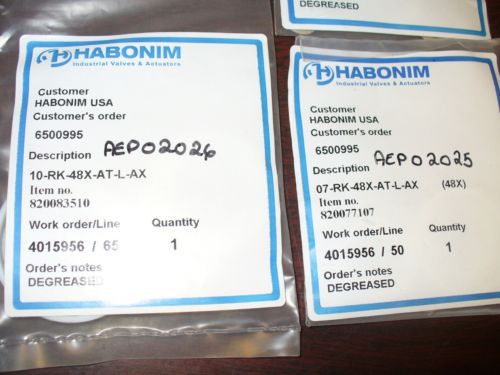 HABONIM
Industrial Valves & Actuators
Customer
HABONIM USA
Customer's order
6500995
Description AEP02026
10-RK-48X-AT-L-AX
Item no.
820083510
Work order/Line Quantity
4015956 / 65 1
Order's notes
DEGREASED
DEGREASED
HABONIM
Industrial Valves & Actuators
Customer
HABONIM USA
Customer's order
6500995
Description AEP02025
07-RK-48X-AT-L-AX (48X)
Item no.
820077107
Work order/Line Quantity
4015956 / 50 1
Order's notes
DEGREASED